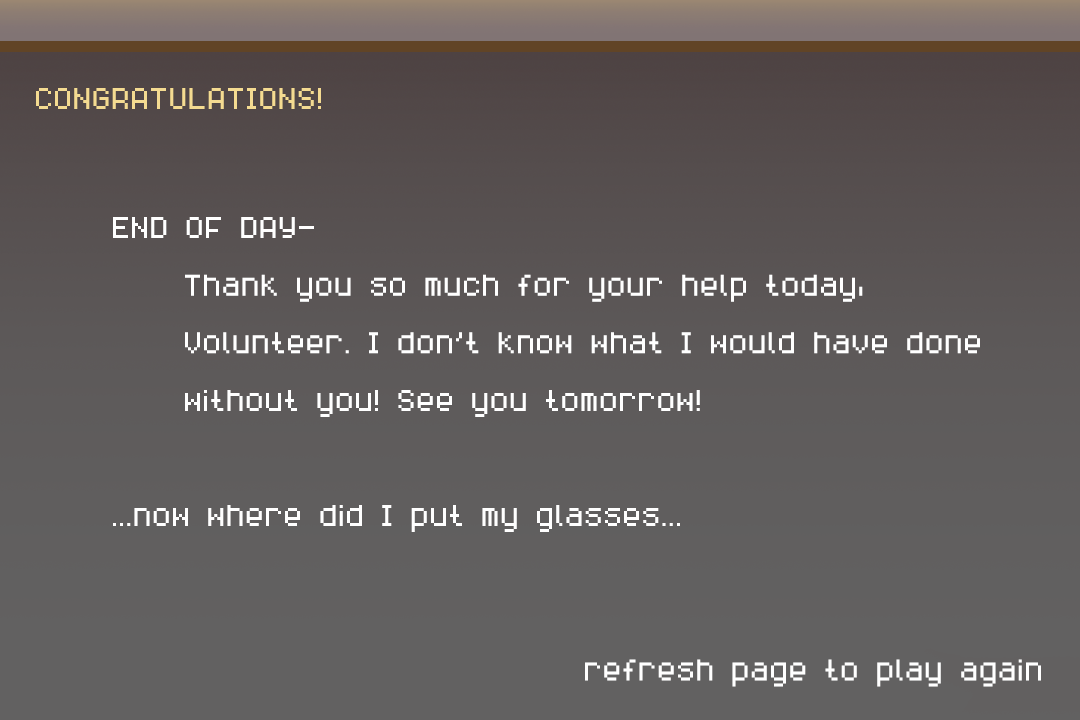 CONGRATULATIONS!
END OF DAY-
Thank you so much for your help today,
Volunteer. I don't know what I would have done
without you! See you tomorrow!
...now where did I put my glasses...
refresh page to play again